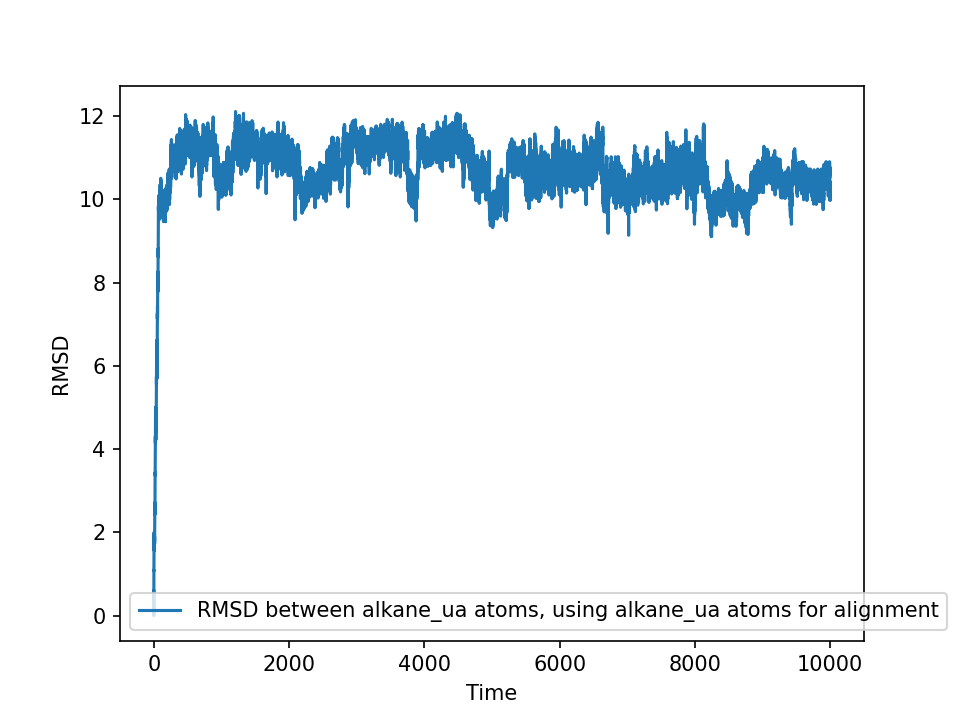 12
10
8
6
4
2
0
RMSD
RMSD between alkane_ua atoms, using alkane_ua atoms for alignment
0 2000 4000 6000 8000 10000
Time